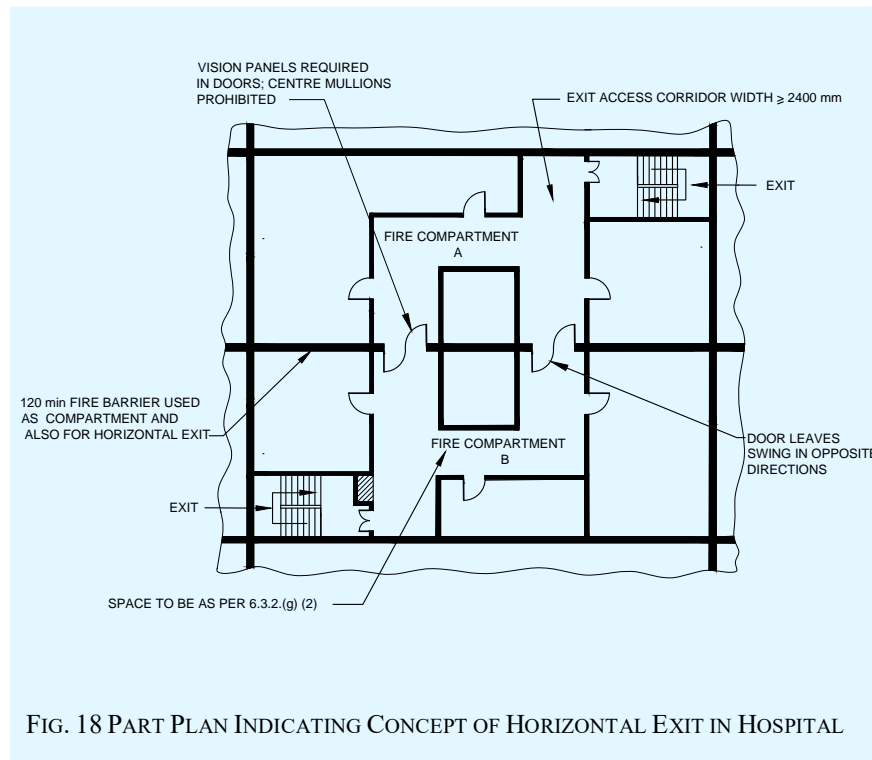 VISION PANELS REQUIRED
IN DOORS; CENTRE MULLIONS
PROHIBITED
EXIT ACCESS CORRIDOR WIDTH ≥ 2400 mm
EXIT
FIRE COMPARTMENT
A
120 min FIRE BARRIER USED
AS COMPARTMENT AND
ALSO FOR HORIZONTAL EXIT
FIRE COMPARTMENT
B
DOOR LEAVES
SWING IN OPPOSITE
DIRECTIONS
EXIT
SPACE TO BE AS PER 6.3.2.(g) (2)
FIG. 18 PART PLAN INDICATING CONCEPT OF HORIZONTAL EXIT IN HOSPITAL